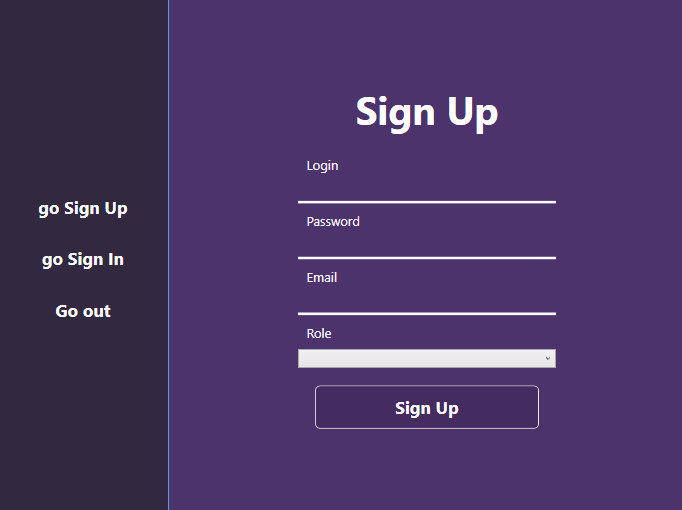 go Sign Up
go Sign In
Go out
Sign Up
Login
Password
Email
Role
Sign Up